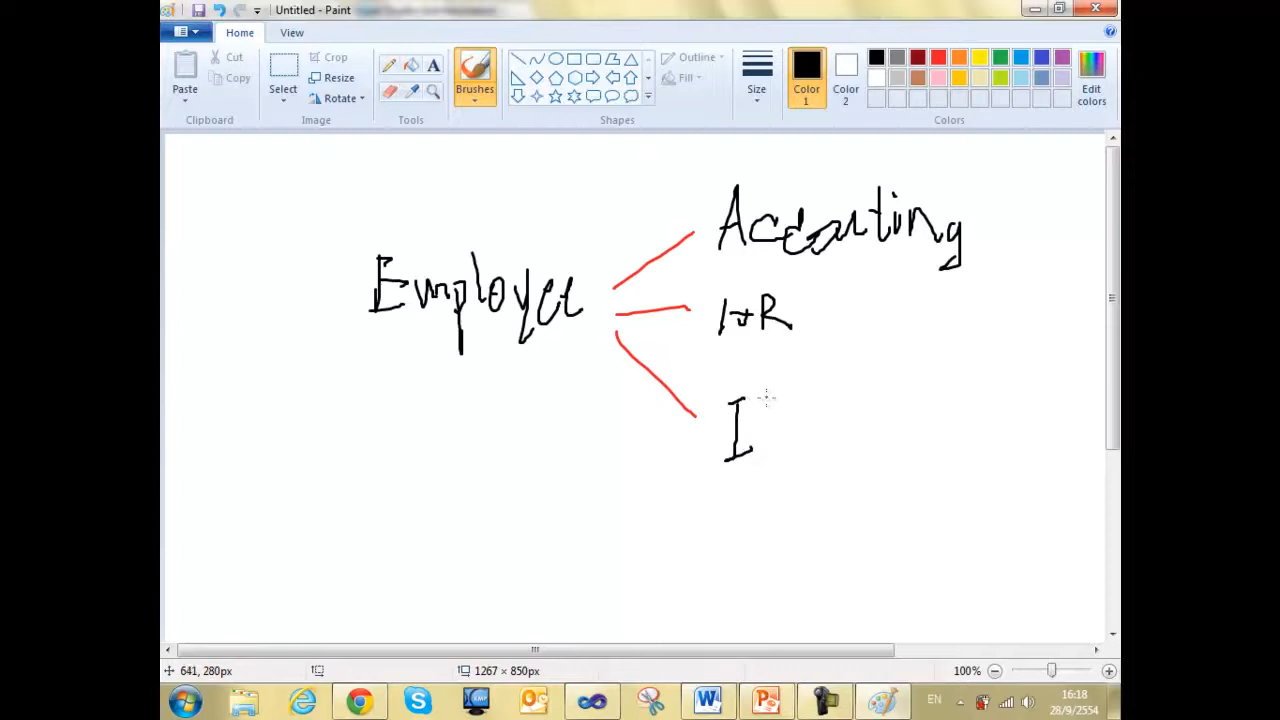 Untitled - Paint
Home View
Paste
Cut
Copy
Clipboard
Select
Crop
Resize
Rotate
Image
Tools
Brushes
Shapes
Outline
Fill
Size
Color 1
Color 2
Edit colors
Colors
Accounting
Employee
HR
I
641, 280px
1267 × 850px
100%
EN
16:18
28/9/2554